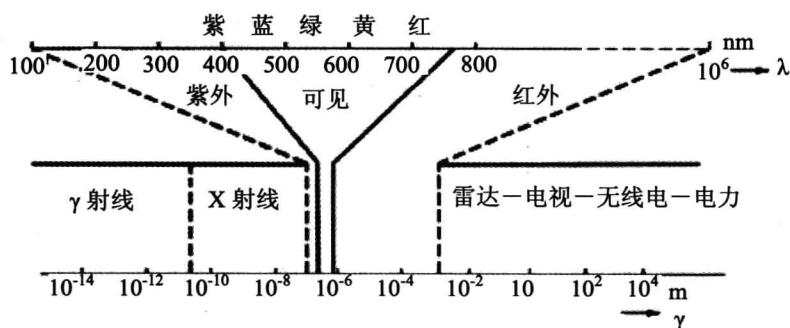 紫 蓝 绿 黄 红
nm
100 200 300 400 500 600 700 800 10⁶ λ
紫外 可见 红外
γ射线 X射线 雷达－电视－无线电－电力
10⁻¹⁴ 10⁻¹² 10⁻¹⁰ 10⁻⁸ 10⁻⁶ 10⁻⁴ 10⁻² 10 10² 10⁴ m
γ